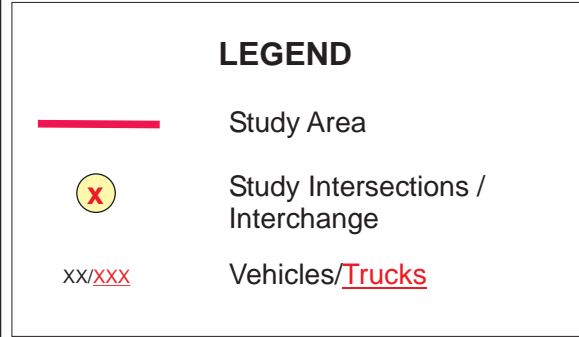 LEGEND
Study Area
X
Study Intersections /
Interchange
XX/XXX
Vehicles/Trucks